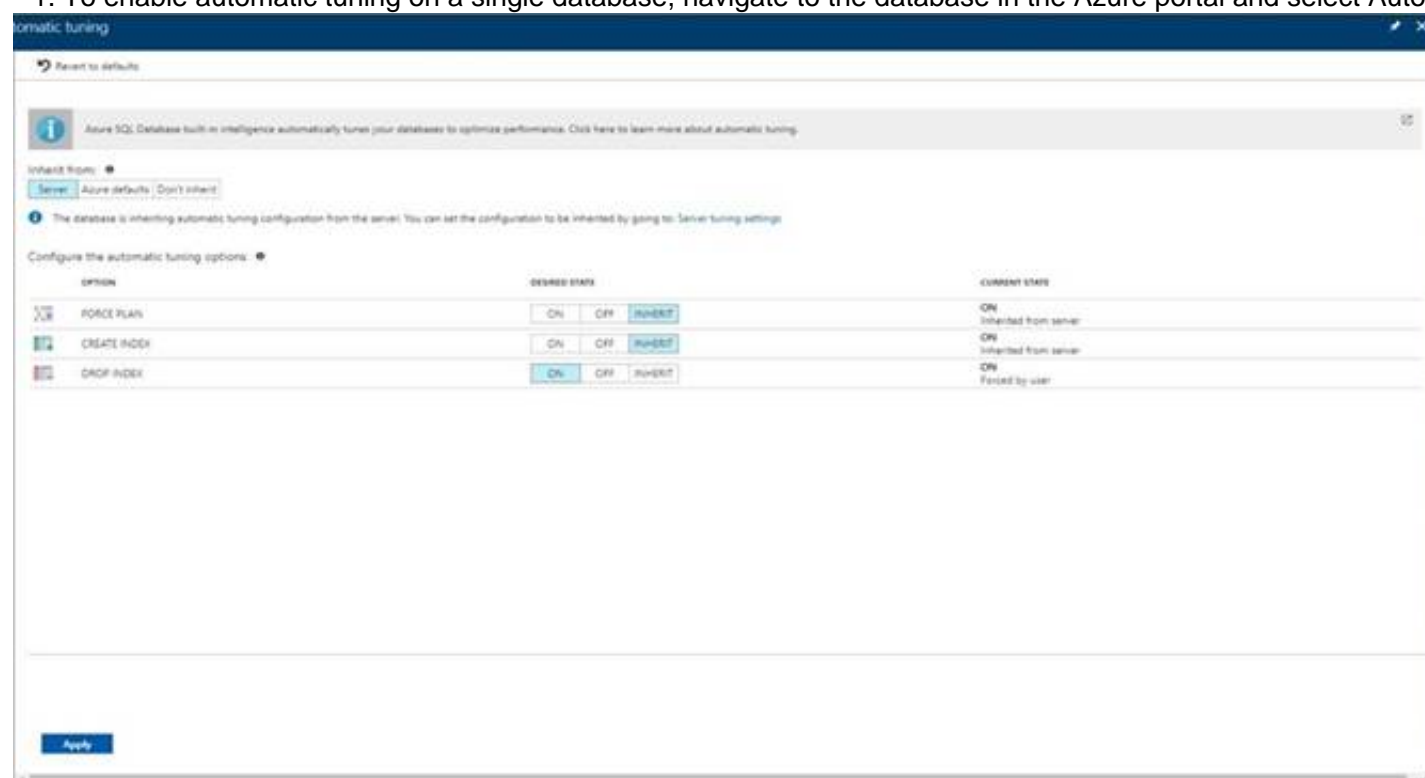 1. To enable automatic tuning on a single database, navigate to the database in the Azure portal and select Auto
tomatic tuning
Revert to defaults
Azure SQL Database built-in intelligence automatically tunes your databases to optimize performance. Click here to learn more about automatic tuning.
Inherit from:
Server Azure defaults Don't inherit
The database is inheriting automatic tuning configuration from the server. You can set the configuration to be inherited by going to: Server tuning settings
Configure the automatic tuning options:
OPTION DESIRED STATE CURRENT STATE
FORCE PLAN ON OFF INHERIT ON
Inherited from server
CREATE INDEX ON OFF INHERIT ON
Inherited from server
DROP INDEX ON OFF INHERIT ON
Forced by user
Apply